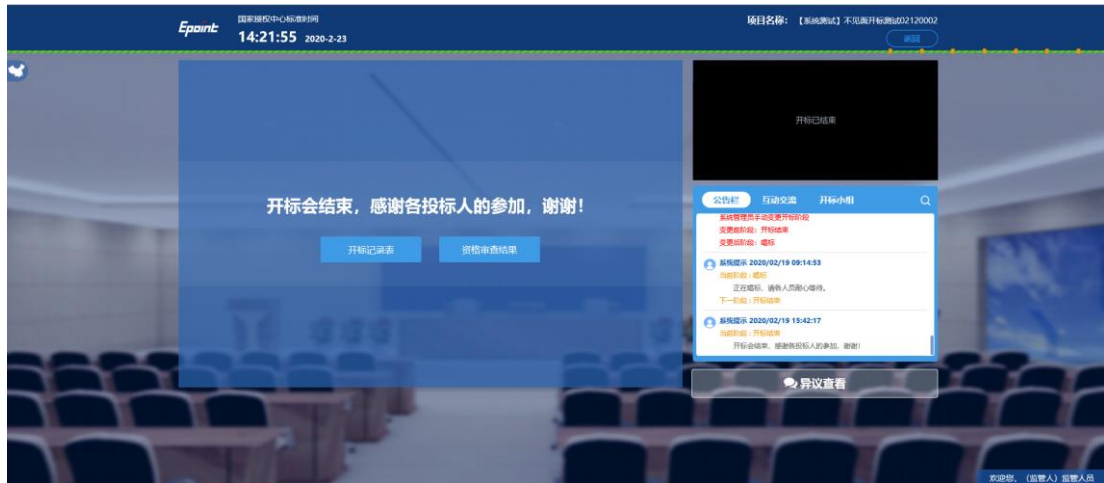 Epoint
国家授权中心标准时间
14:21:55 2020-2-23
项目名称：【系统测试】不见面开标测试02120002
返回
开标会结束，感谢各投标人的参加，谢谢！
开标记录表
资格审查结果
开标已结束
公告栏 互动交流 开标小组
系统管理员手动变更开标阶段
变更前阶段：开标结束
变更后阶段：唱标
系统提示 2020/02/19 09:14:53
当前阶段：唱标
正在唱标，请各人员耐心等待。
下一阶段：开标结束
系统提示 2020/02/19 15:42:17
当前阶段：开标结束
开标会结束，感谢各投标人的参加，谢谢！
异议查看
欢迎您，（监管人）监管人员